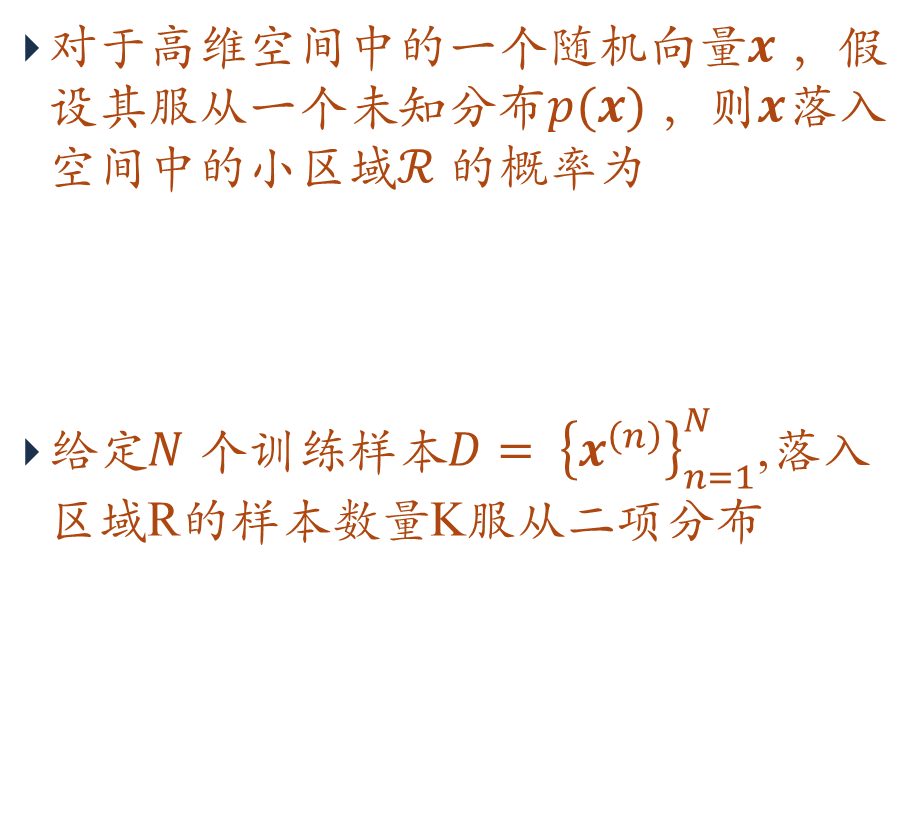 对于高维空间中的一个随机向量𝒙，假
设其服从一个未知分布𝑝(𝒙)，则𝒙落入
空间中的小区域ℛ 的概率为
给定𝑁 个训练样本𝐷 = {𝒙^(𝑛)}_{𝑛=1}^𝑁,落入
区域R的样本数量K服从二项分布